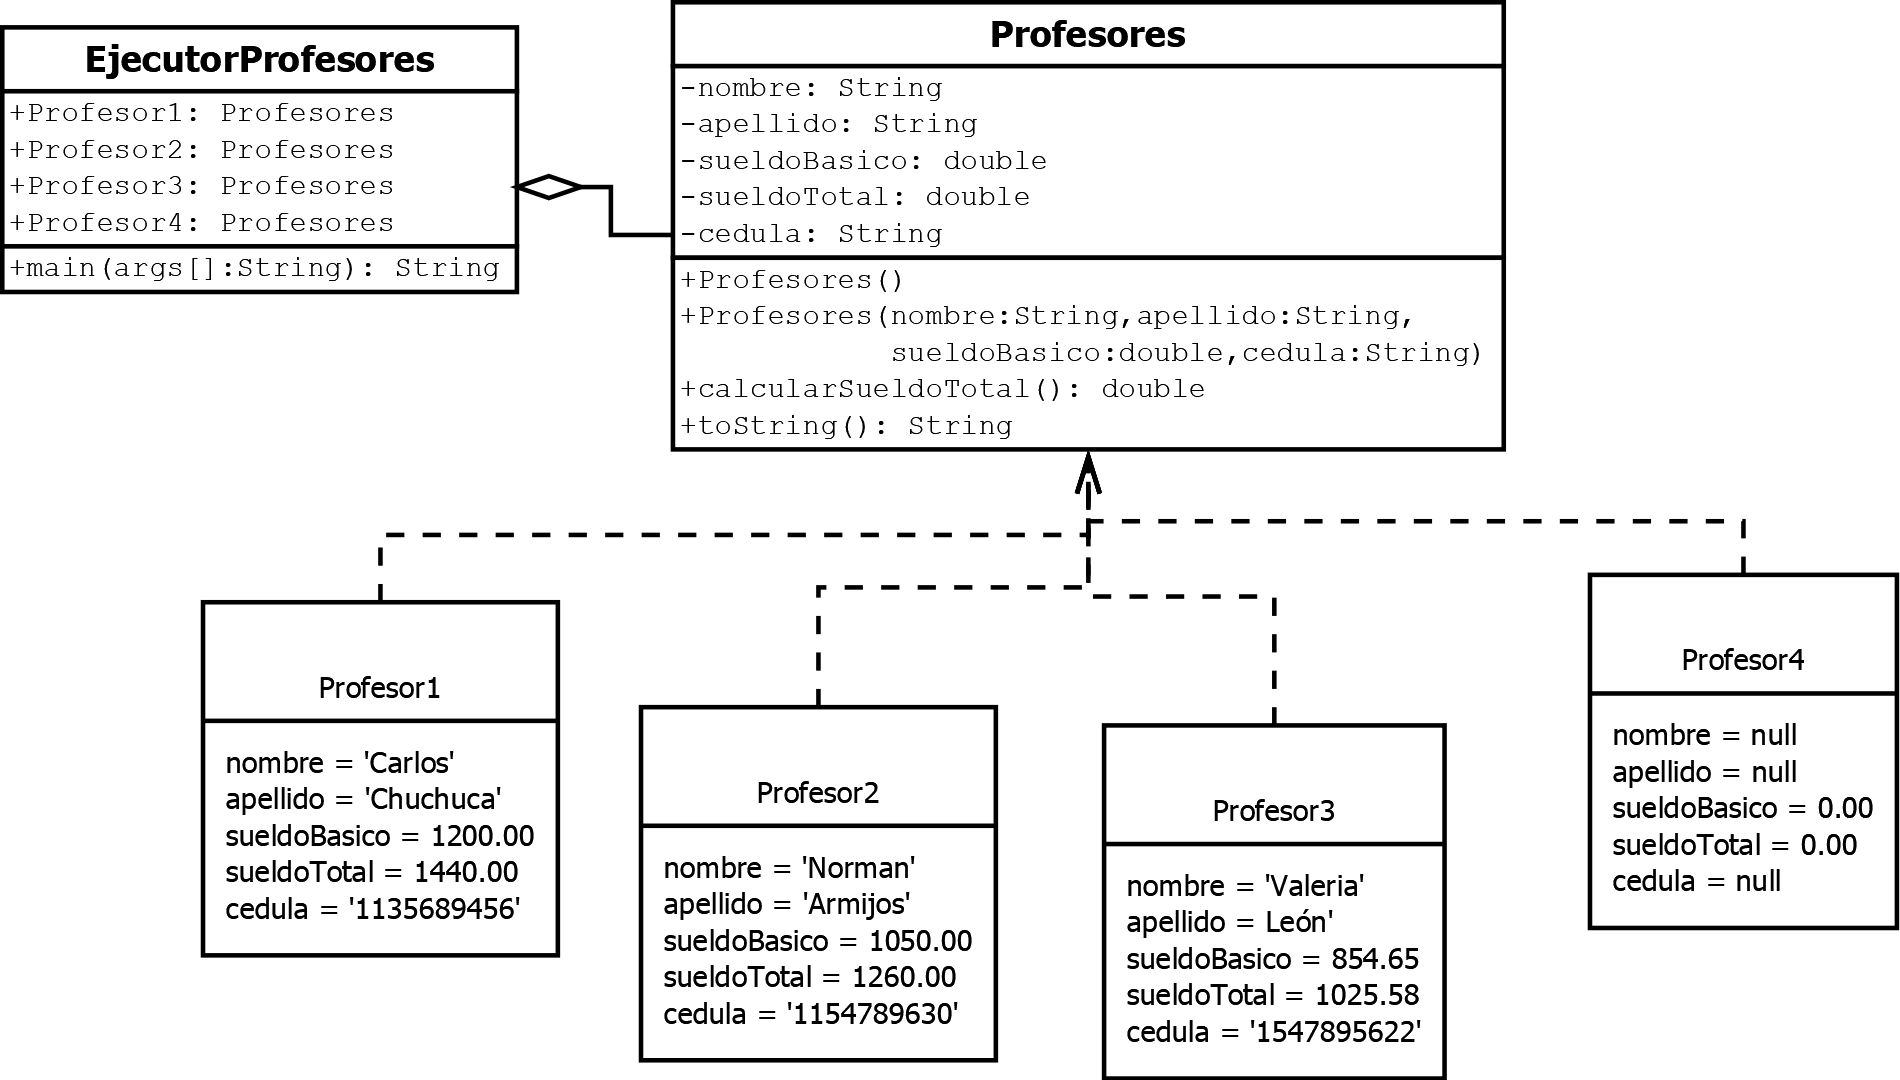 EjecutorProfesores
+Profesor1: Profesores
+Profesor2: Profesores
+Profesor3: Profesores
+Profesor4: Profesores
+main(args[]:String): String
Profesores
-nombre: String
-apellido: String
-sueldoBasico: double
-sueldoTotal: double
-cedula: String
+Profesores()
+Profesores(nombre:String,apellido:String,
sueldoBasico:double,cedula:String)
+calcularSueldoTotal(): double
+toString(): String
Profesor1
nombre = 'Carlos'
apellido = 'Chuchuca'
sueldoBasico = 1200.00
sueldoTotal = 1440.00
cedula = '1135689456'
Profesor2
nombre = 'Norman'
apellido = 'Armijos'
sueldoBasico = 1050.00
sueldoTotal = 1260.00
cedula = '1154789630'
Profesor3
nombre = 'Valeria'
apellido = León'
sueldoBasico = 854.65
sueldoTotal = 1025.58
cedula = '1547895622'
Profesor4
nombre = null
apellido = null
sueldoBasico = 0.00
sueldoTotal = 0.00
cedula = null